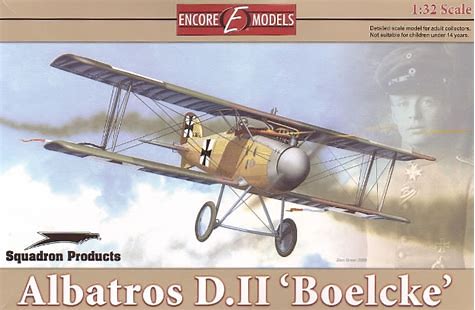 ENCORE E MODELS
1:32 Scale
Detailed scale model for adult collectors.
Not suitable for children under 14 years.
Squadron Products
Albatros D.II ‘Boelcke’